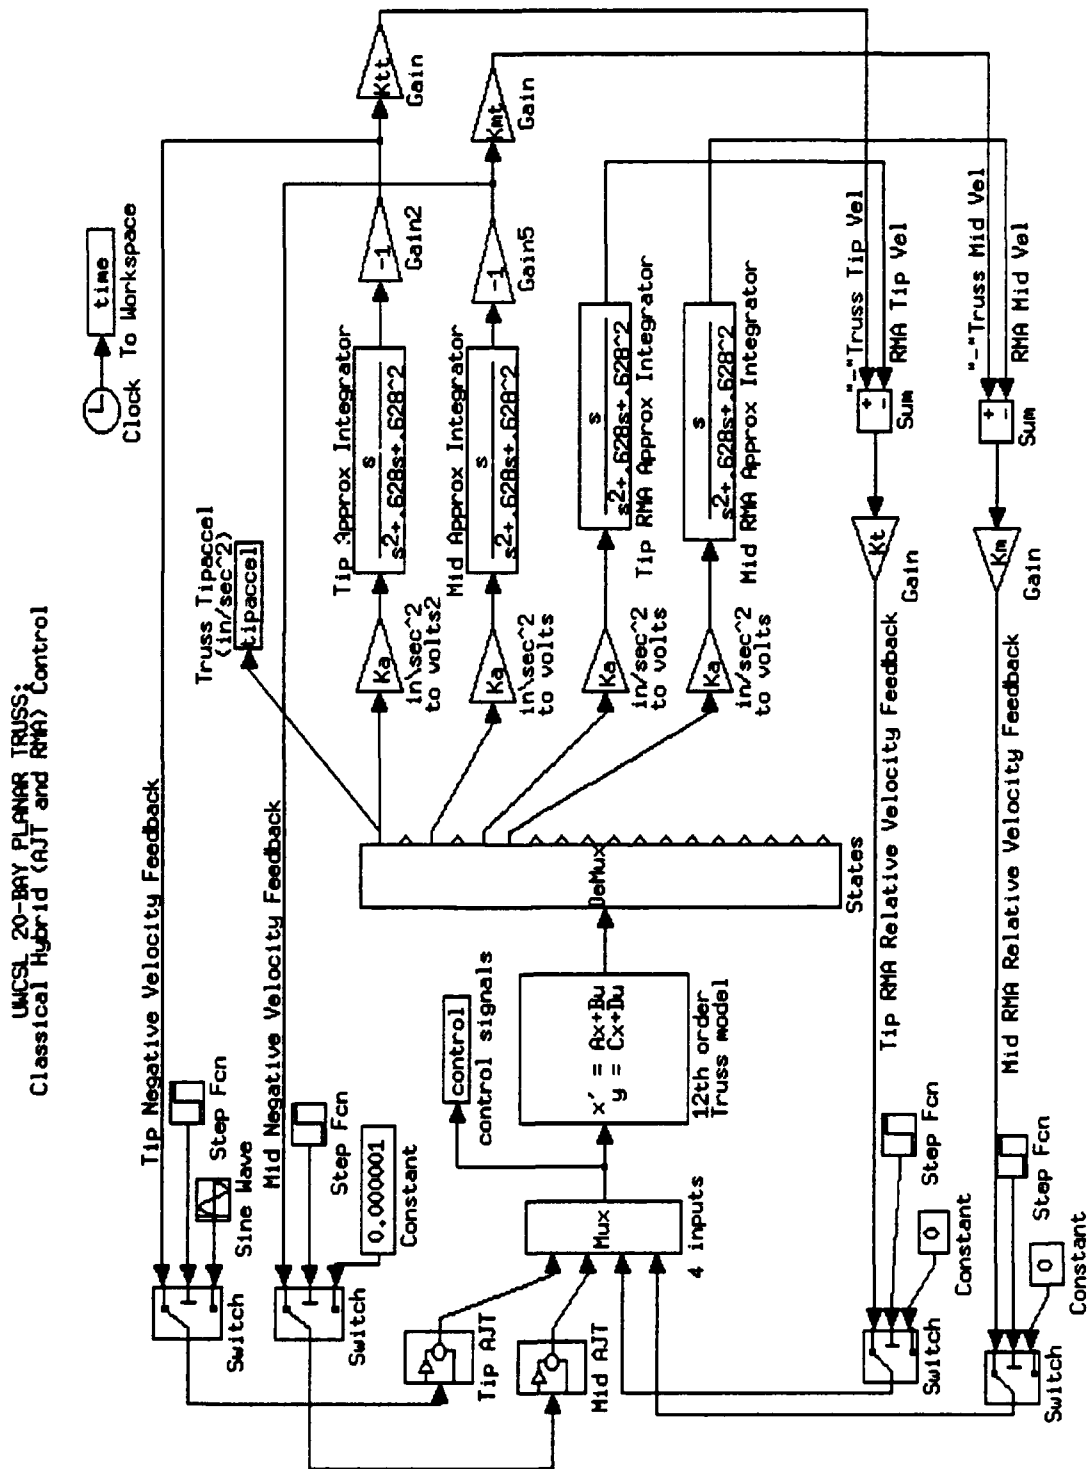 UWCSL 20-BAY PLANAR TRUSS:
Classical Hybrid (AJT and RMA) Control
time
Clock
To Workspace
Tip Negative Velocity Feedback
Mid Negative Velocity Feedback
Truss Tipaccel
(in/sec^2)
tipaccel
Ktt
Gain
Kmt
Gain
-1
Gain2
-1
Gain5
Tip Approx Integrator
s
s2+.628s+.628^2
Mid Approx Integrator
s
s2+.628s+.628^2
s
s2+.628s+.628^2
Tip RMA Approx Integrator
s
s2+.628s+.628^2
Mid RMA Approx Integrator
Ka
in\sec^2
to volts2
Ka
in\sec^2
to volts
Ka
in/sec^2
to volts
Ka
in/sec^2
to volts
Step Fcn
Sine Wave
Switch
Step Fcn
0.000001
Constant
Switch
Tip AJT
Mid AJT
Mux
4 inputs
control
control signals
x' = Ax+Bu
y = Cx+Du
12th order
Truss model
DeMux
States
"-"Truss Tip Vel
RMA Tip Vel
+
-
Sum
Kt
Gain
Tip RMA Relative Velocity Feedback
Step Fcn
0
Constant
Switch
"-"Truss Mid Vel
RMA Mid Vel
+
-
Sum
Km
Gain
Mid RMA Relative Velocity Feedback
Step Fcn
0
Constant
Switch